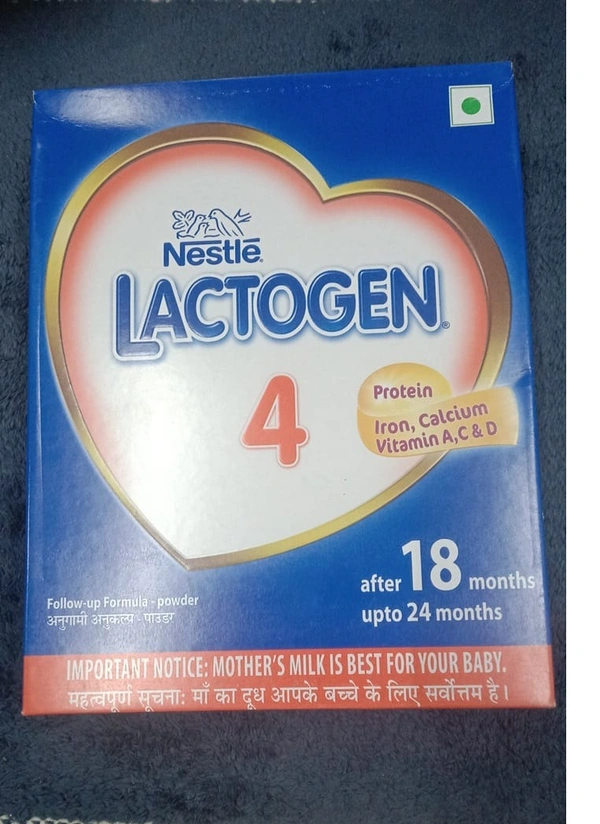 Nestlē
LACTOGEN®
4
Protein
Iron, Calcium
Vitamin A,C & D
after 18 months
upto 24 months
Follow-up Formula - powder
अनुगामी अनुकल्प - पाउडर
IMPORTANT NOTICE: MOTHER'S MILK IS BEST FOR YOUR BABY.
महत्वपूर्ण सूचना: माँ का दूध आपके बच्चे के लिए सर्वोत्तम है।